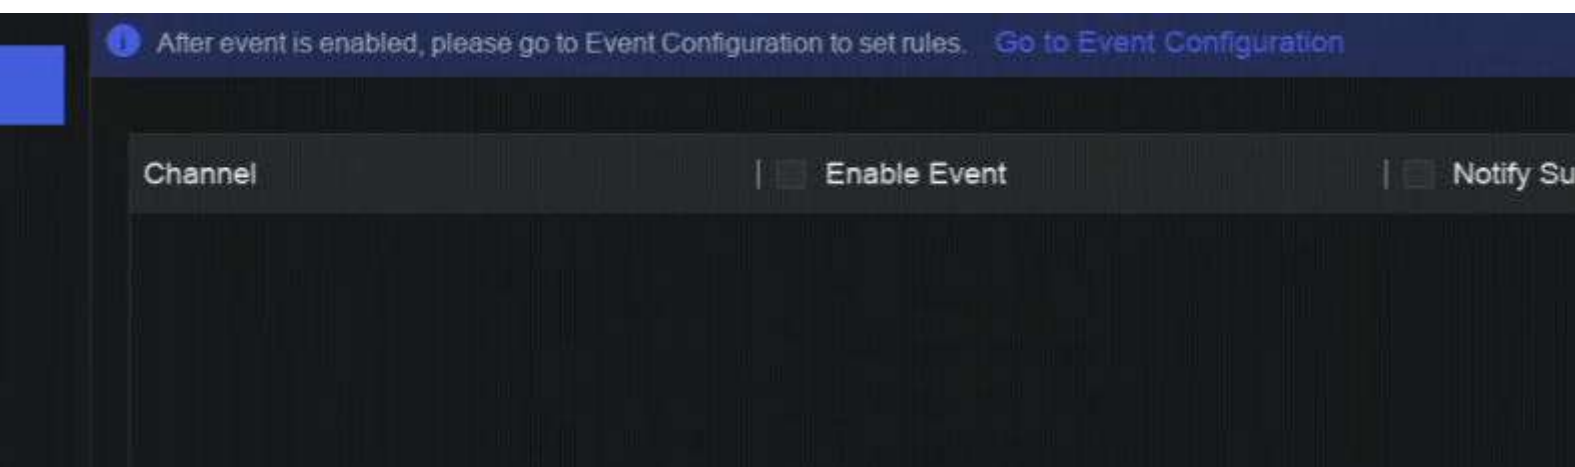 After event is enabled, please go to Event Configuration to set rules. Go to Event Configuration
Channel | Enable Event | Notify Su